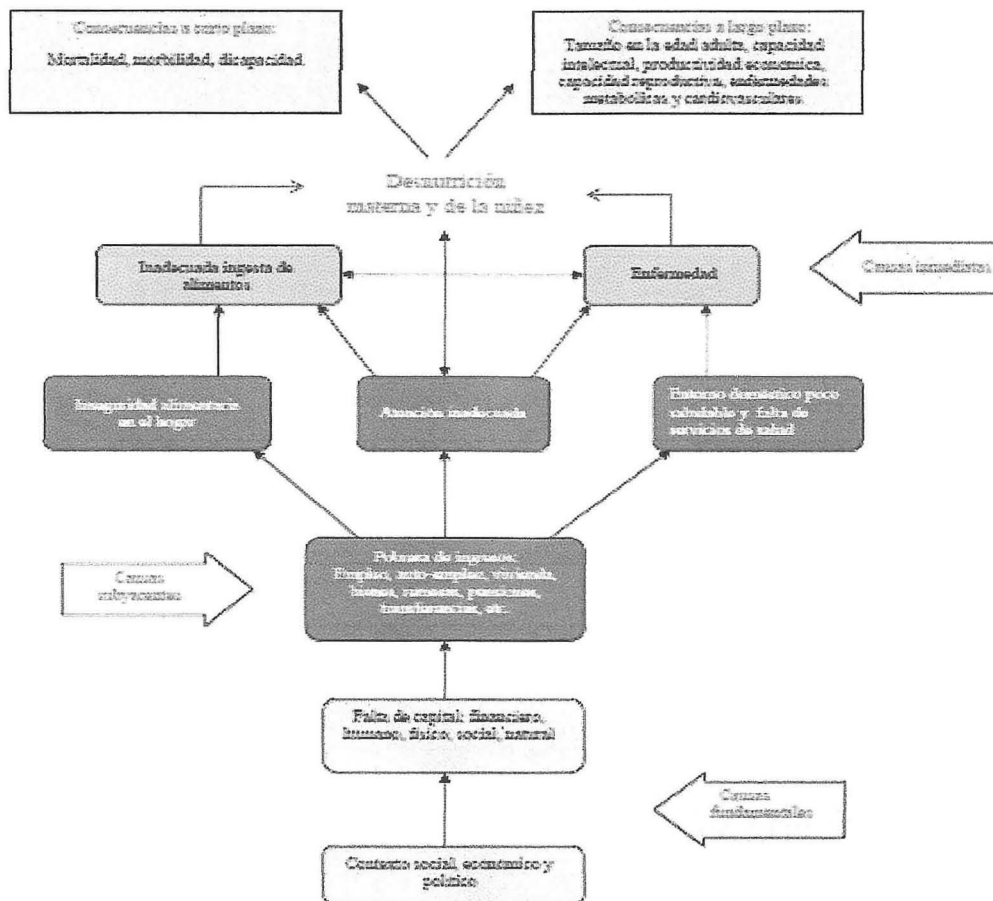 Consecuencias a corto plazo:
Mortalidad, morbilidad, discapacidad.
Consecuencias a largo plazo:
Tamaño en la edad adulta, capacidad
intelectual, productividad económica,
capacidad reproductiva, enfermedades
metabólicas y cardiovasculares
Desnutrición
materna y de la niñez
Inadecuada ingesta de
alimentos
Enfermedad
Causas inmediatas
Inseguridad alimentaria
en el hogar
Atención inadecuada
Entorno doméstico poco
saludable y falta de
servicios de salud
Pobreza de ingresos:
Empleo, auto-empleo, vivienda,
bienes, remesas, pensiones,
transferencias, etc.
Causas
subyacentes
Falta de capital: financiero,
humano, físico, social, natural
Causas
fundamentales
Contexto social, económico y
político